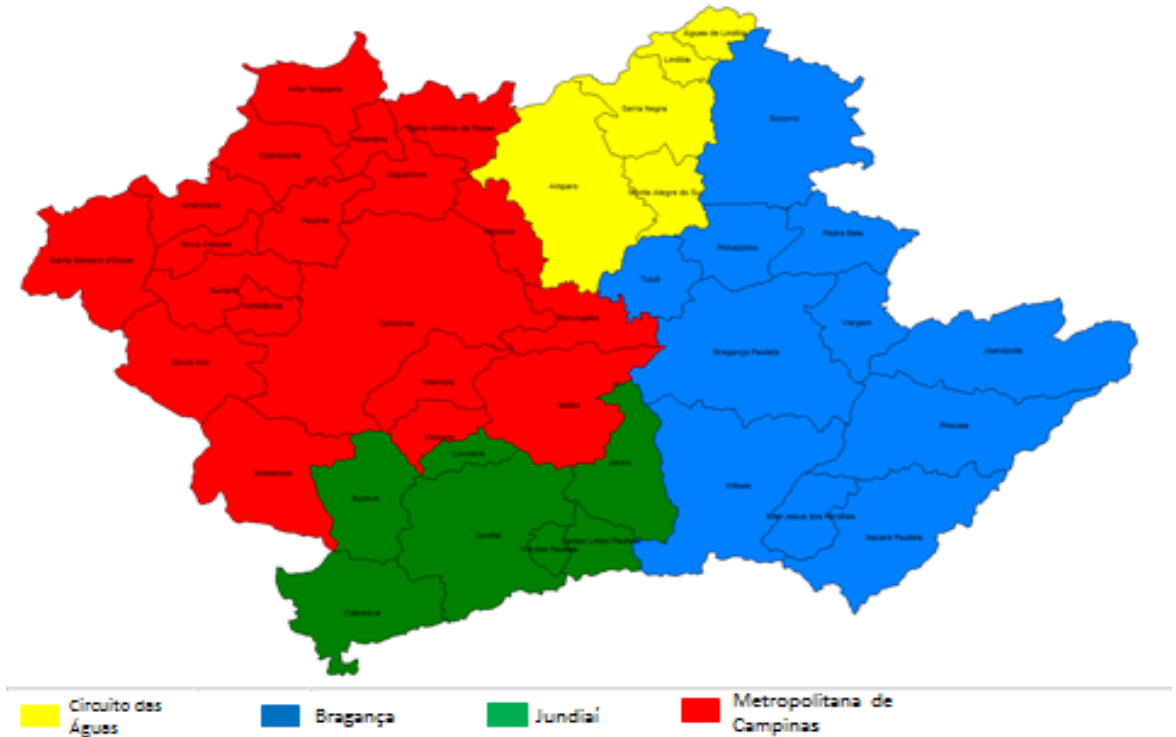 Águas de Lindóia
Lindóia
Serra Negra
Socorro
Artur Nogueira
Santo Antônio de Posse
Holambra
Cosmópolis
Jaguariúna
Amparo
Monte Alegre do Sul
Americana
Paulínia
Nova Odessa
Pedreira
Pinhalzinho
Pedra Bela
Santa Bárbara d'Oeste
Tuiuti
Sumaré
Hortolândia
Campinas
Morungaba
Vargem
Bragança Paulista
Joanópolis
Monte Mor
Valinhos
Itatiba
Piracaia
Vinhedo
Louveira
Jarinu
Indaiatuba
Itupeva
Atibaia
Bom Jesus dos Perdões
Jundiaí
Campo Limpo Paulista
Nazaré Paulista
Várzea Paulista
Cabreúva
Circuito das
Águas
Bragança
Jundiaí
Metropolitana de
Campinas